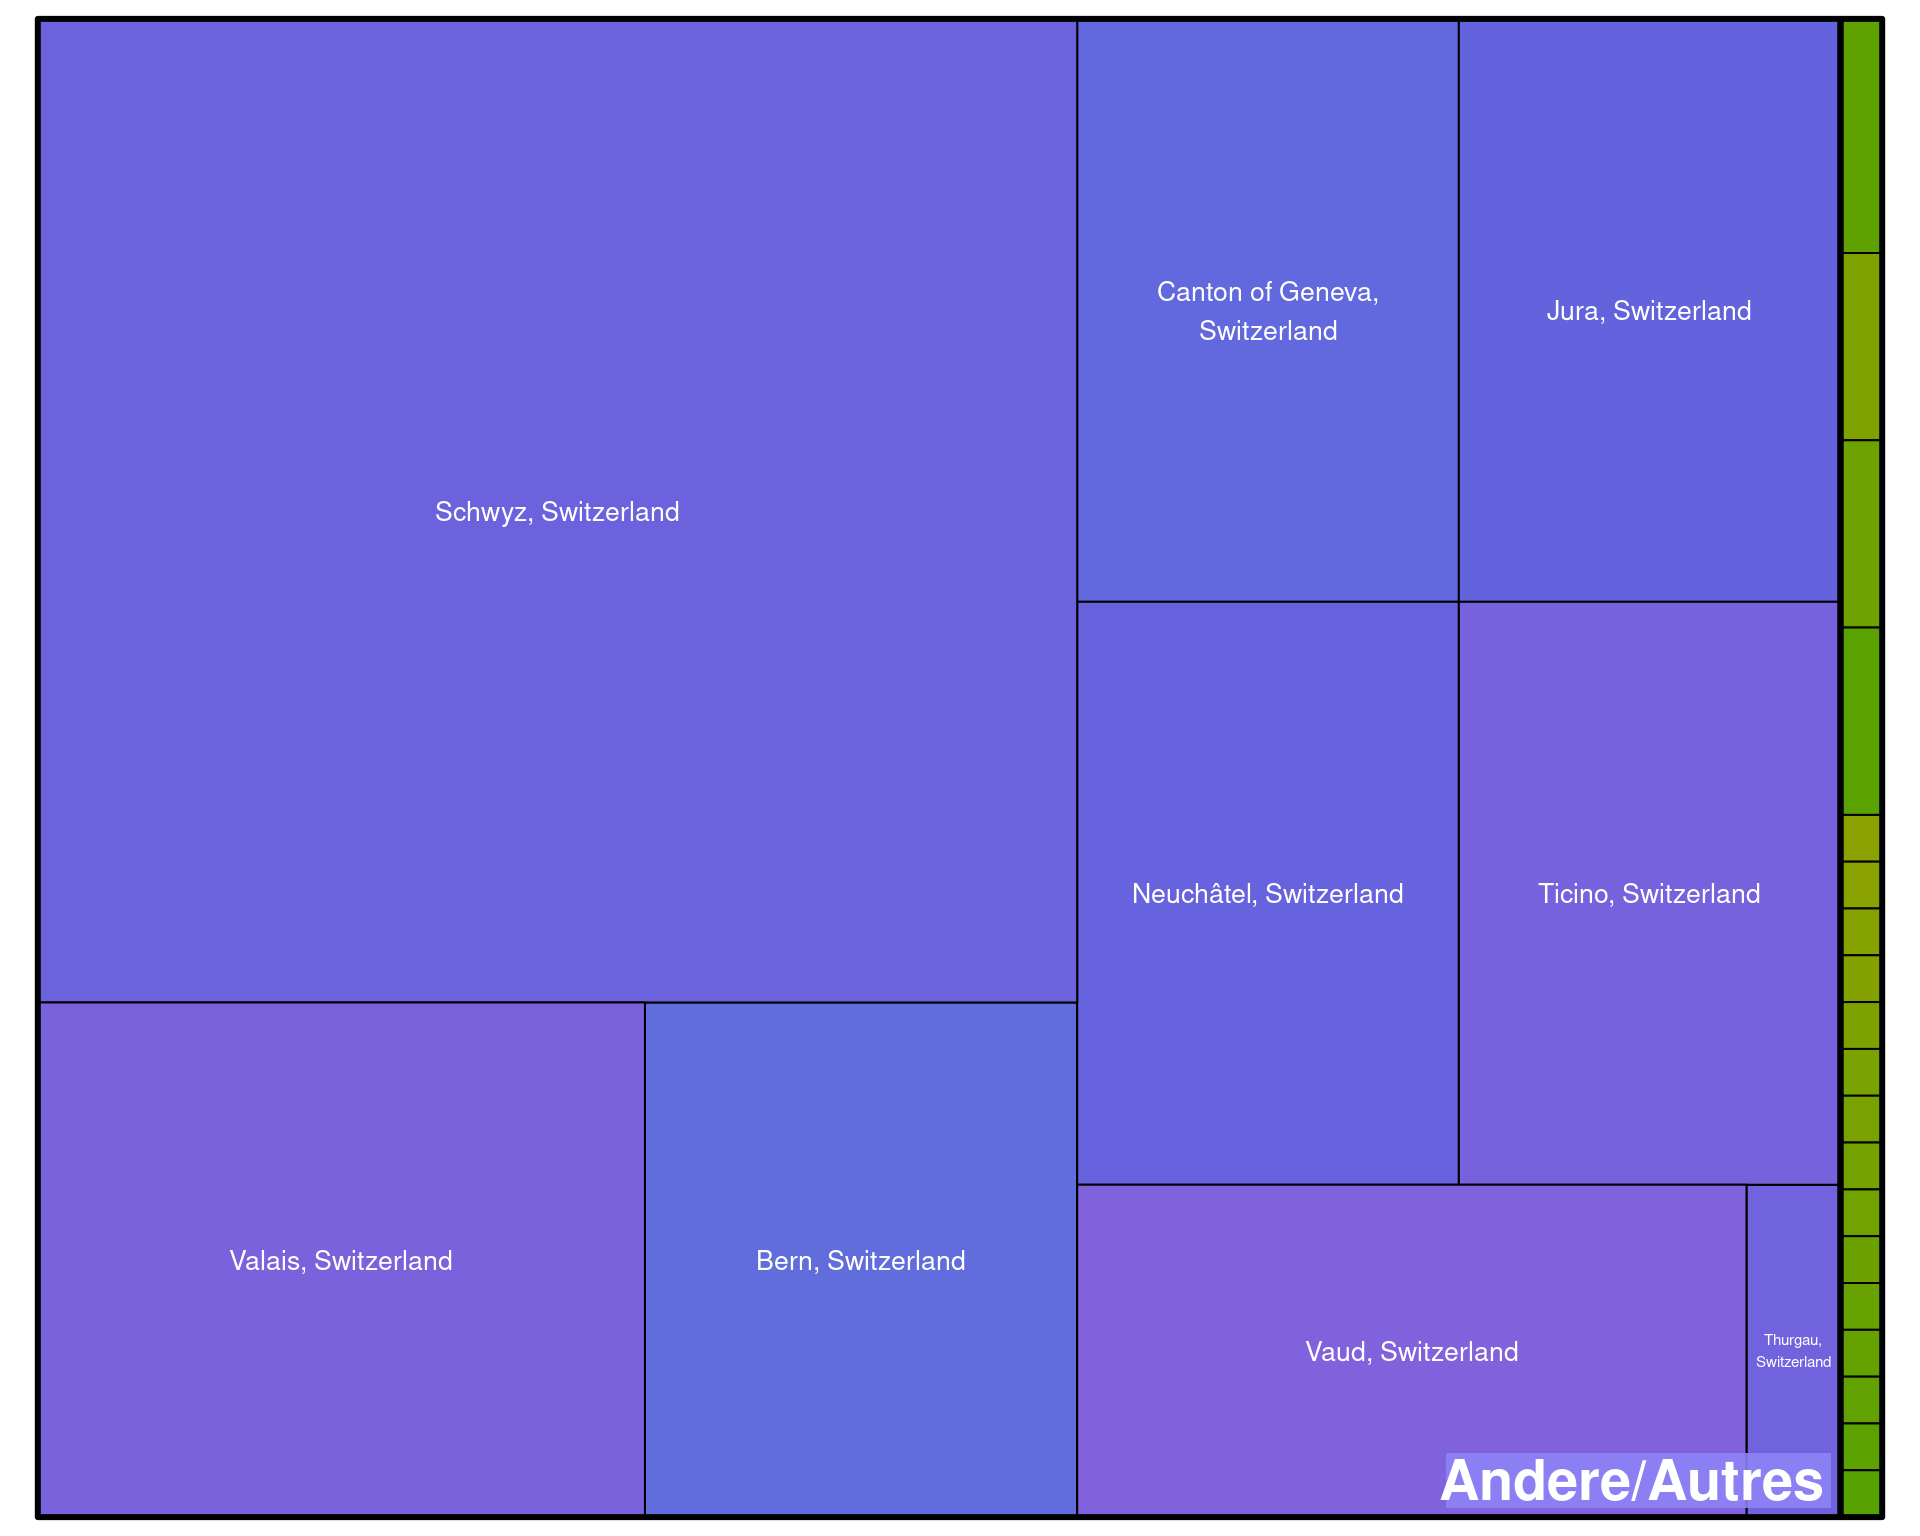 Schwyz, Switzerland
Canton of Geneva,
Switzerland
Jura, Switzerland
Neuchâtel, Switzerland
Ticino, Switzerland
Valais, Switzerland
Bern, Switzerland
Vaud, Switzerland
Thurgau,
Switzerland
Andere/Autres